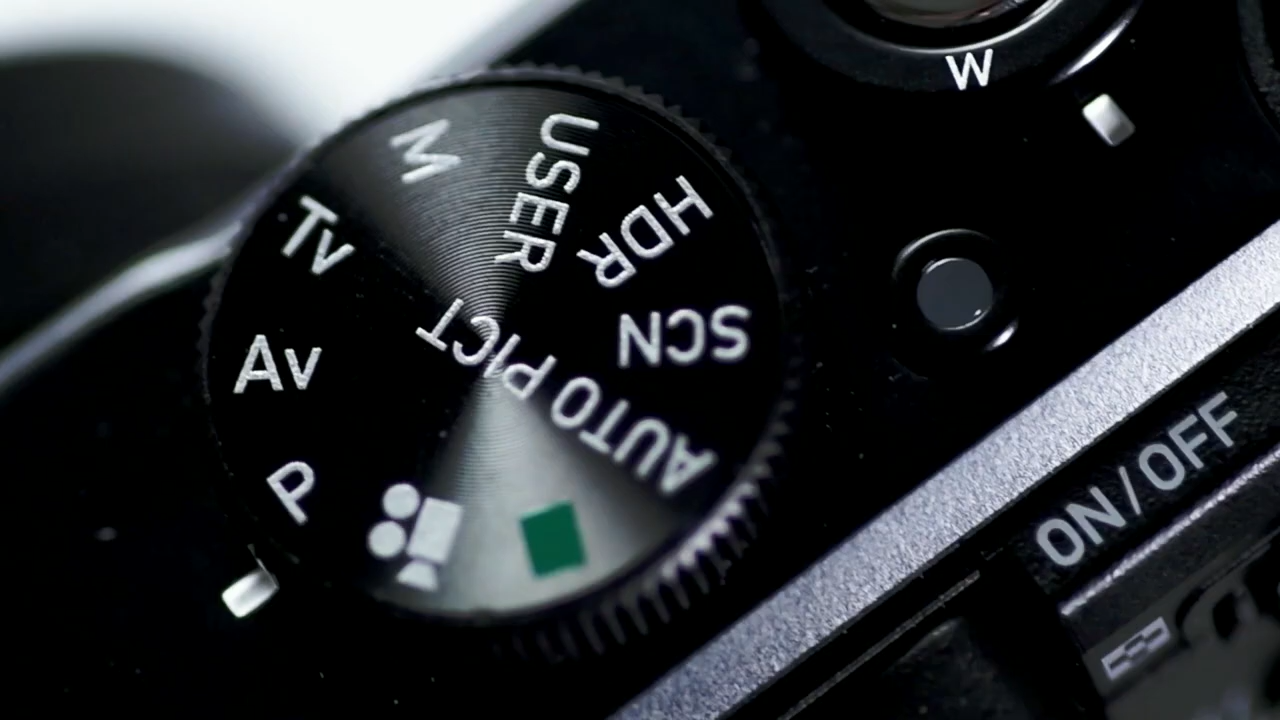 W
M
USER
HDR
Tv
SCN
Av
AUTO PICT
P
ON/OFF